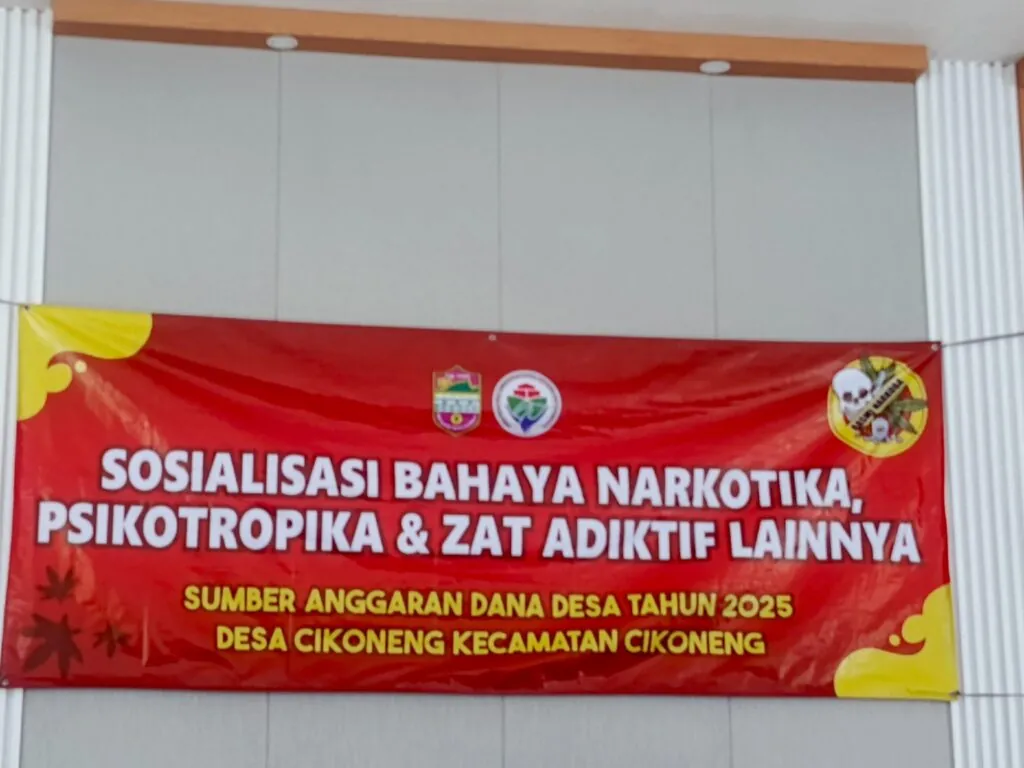 SOSIALISASI BAHAYA NARKOTIKA,
PSIKOTROPIKA & ZAT ADIKTIF LAINNYA
SUMBER ANGGARAN DANA DESA TAHUN 2025
DESA CIKONENG KECAMATAN CIKONENG